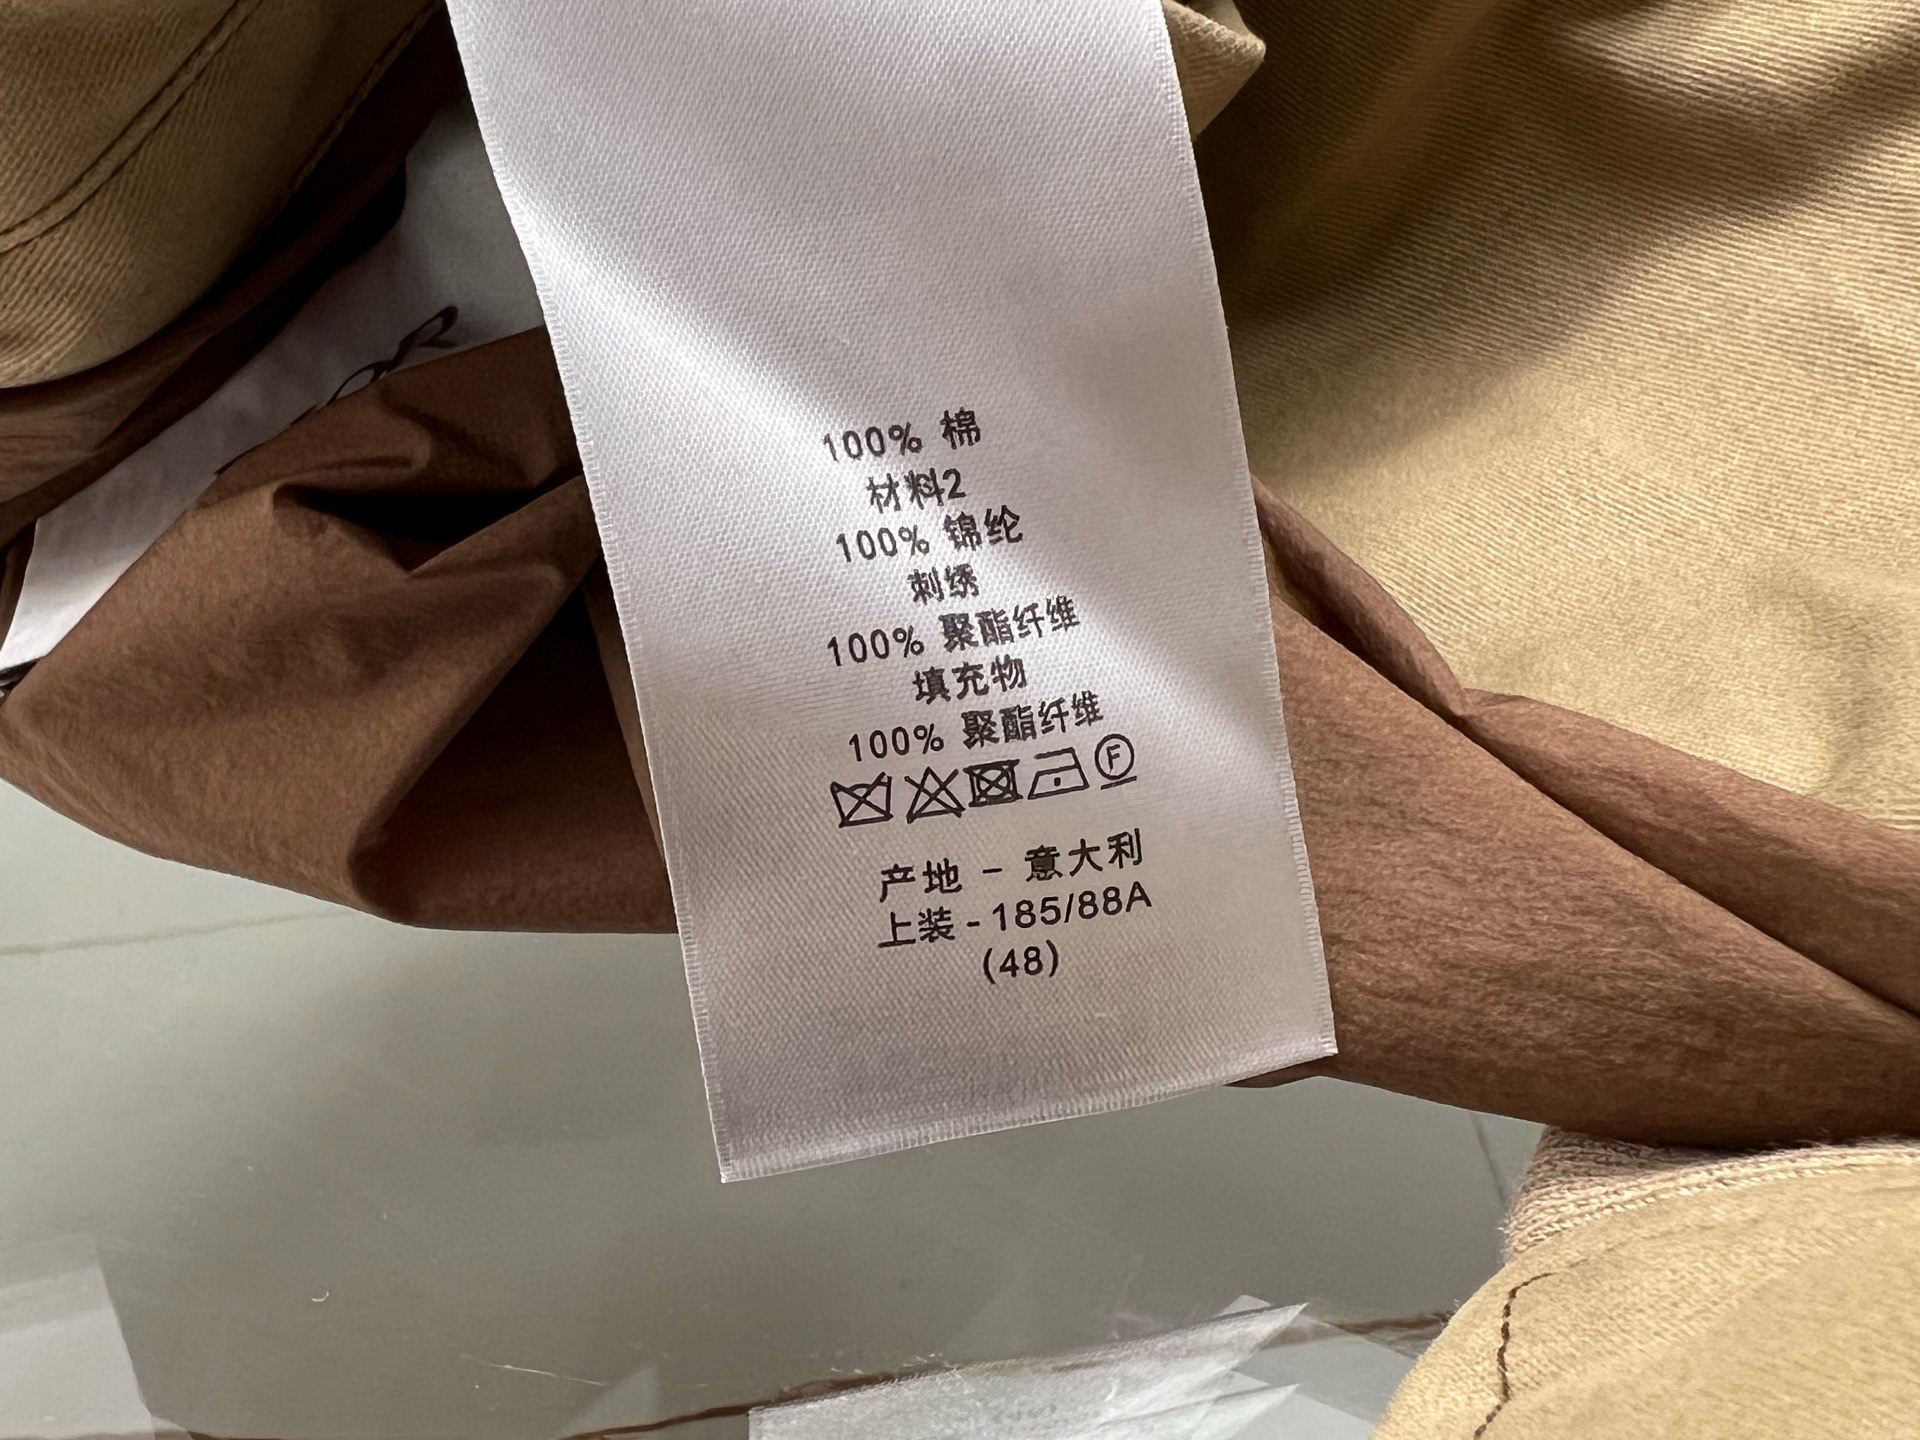 100% 棉
材料2
100% 锦纶
刺绣
100% 聚酯纤维
填充物
100% 聚酯纤维
F
产地 - 意大利
上装 - 185/88A
(48)